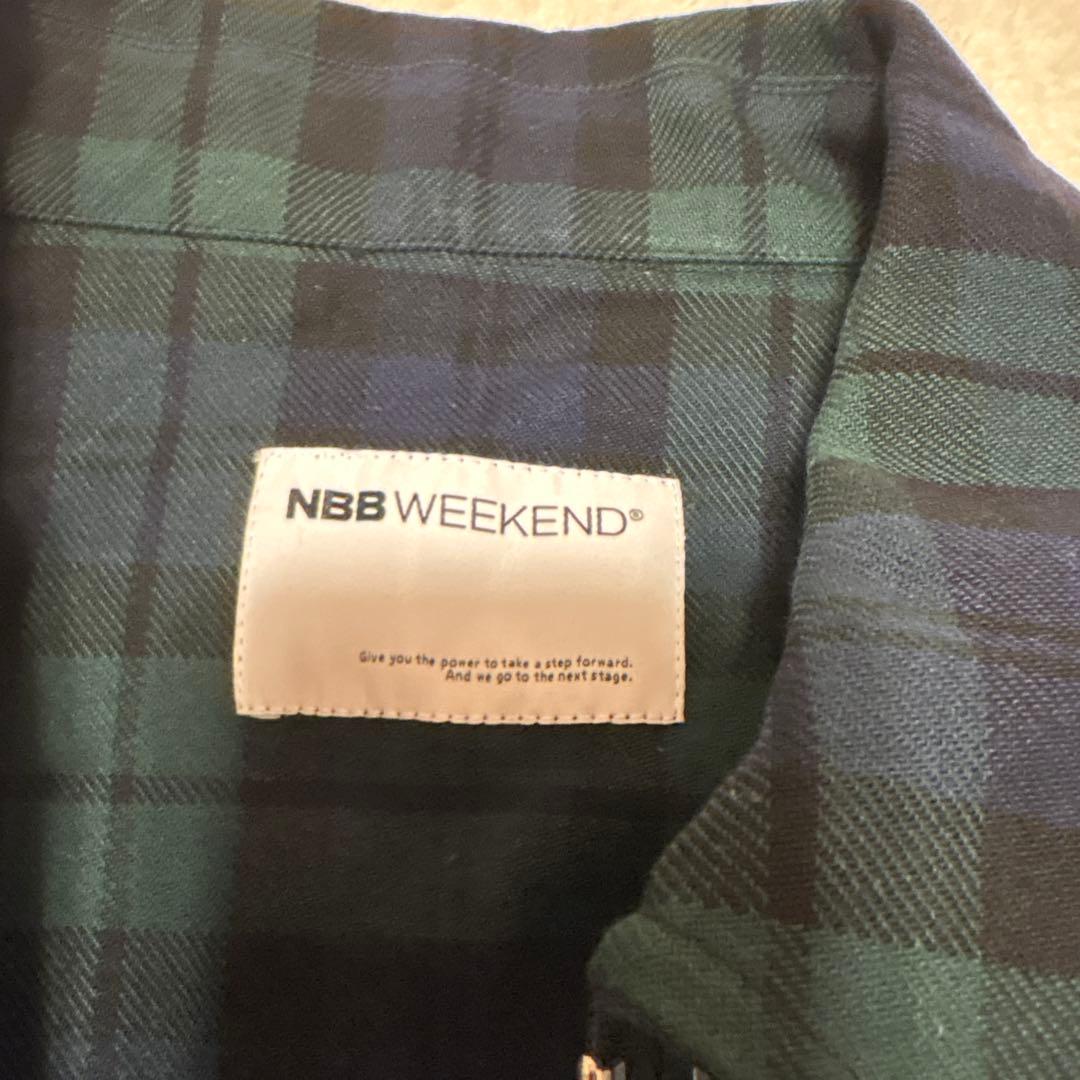 NBB WEEKEND®
Give you the power to take a step forward.
And we go to the next stage.